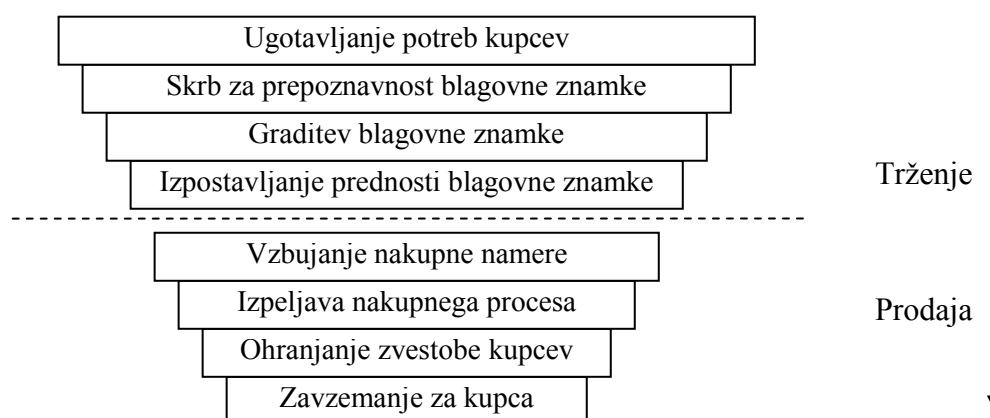 Ugotavljanje potreb kupcev
Skrb za prepoznavnost blagovne znamke
Graditev blagovne znamke
Izpostavljanje prednosti blagovne znamke
Trženje
Vzbujanje nakupne namere
Izpeljava nakupnega procesa
Prodaja
Ohranjanje zvestobe kupcev
Zavzemanje za kupca